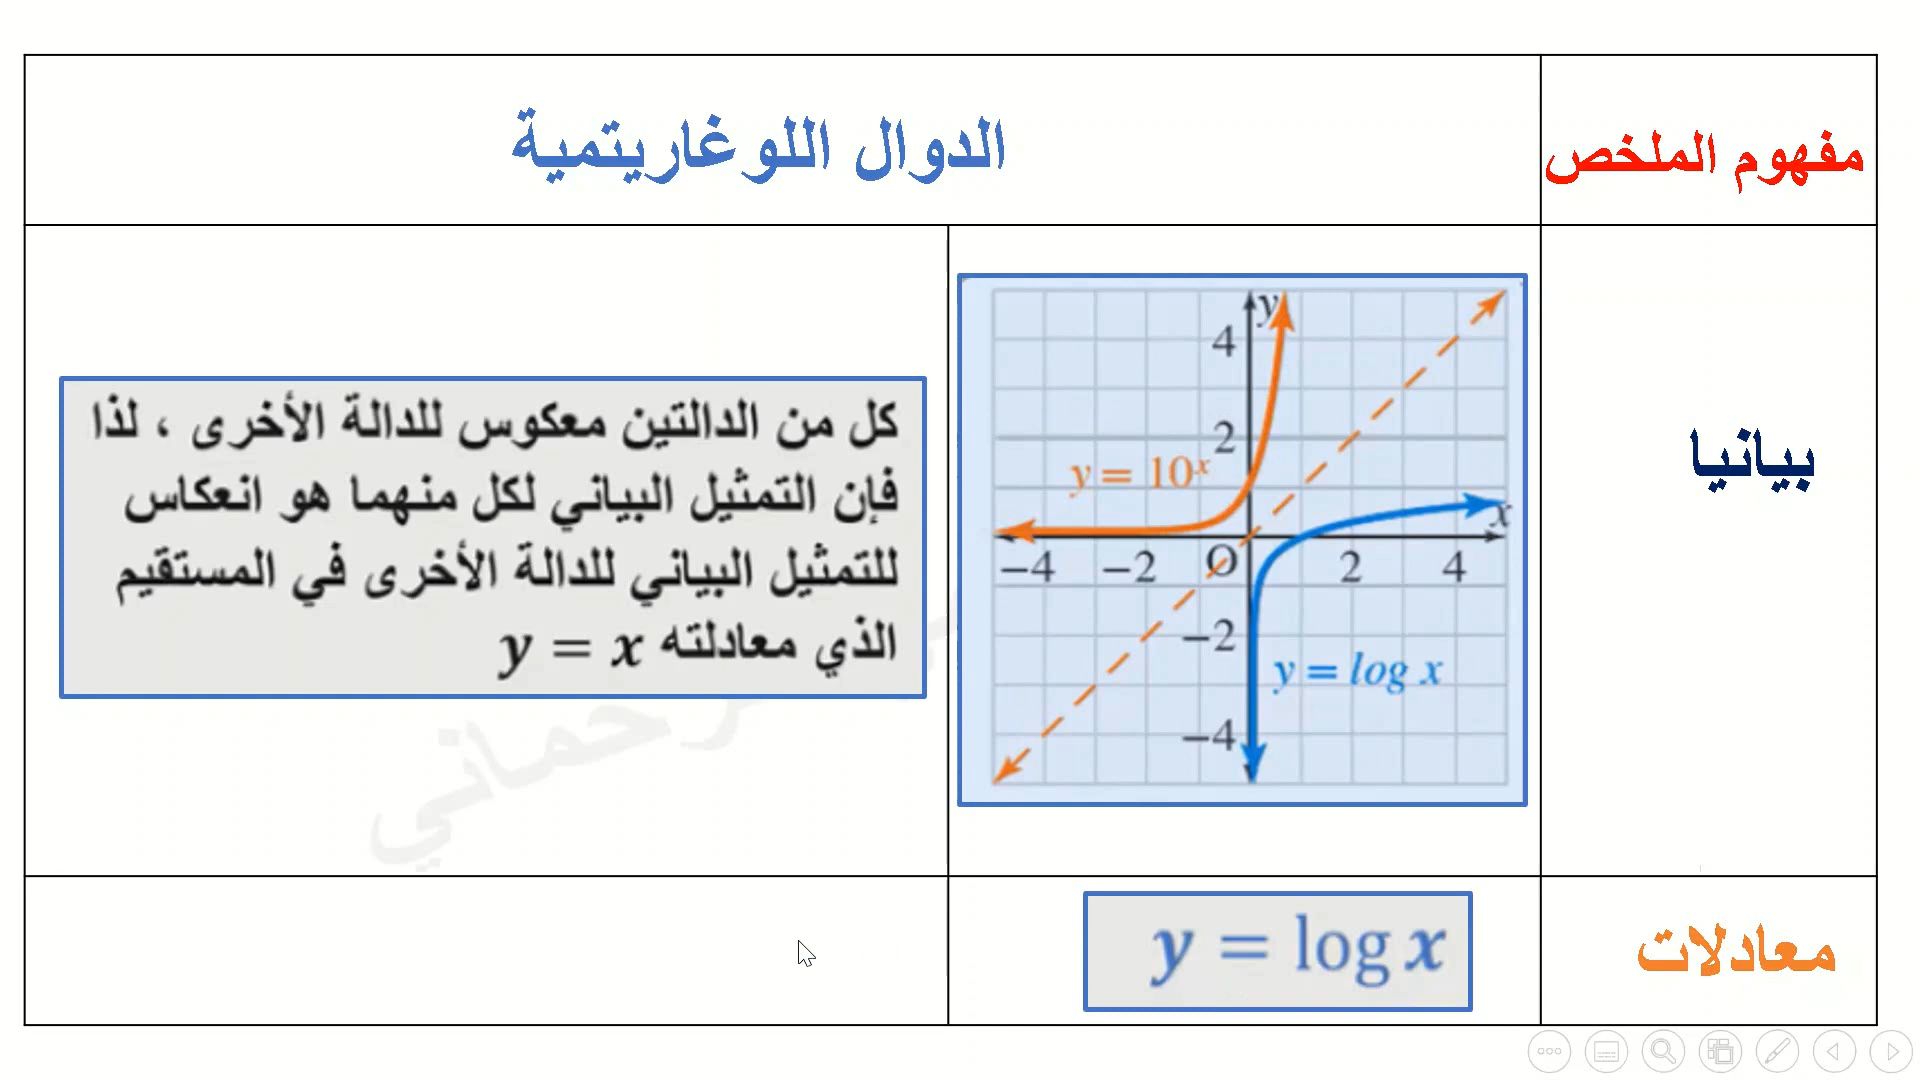 مفهوم الملخص
الدوال اللوغاريتمية
بيانيا
y
4
2
y = 10^x
x
-4
-2
O
2
4
-2
y = log x
-4
كل من الدالتين معكوس للدالة الأخرى ، لذا
فإن التمثيل البياني لكل منهما هو انعكاس
للتمثيل البياني للدالة الأخرى في المستقيم
الذي معادلته y = x
معادلات
y = log x